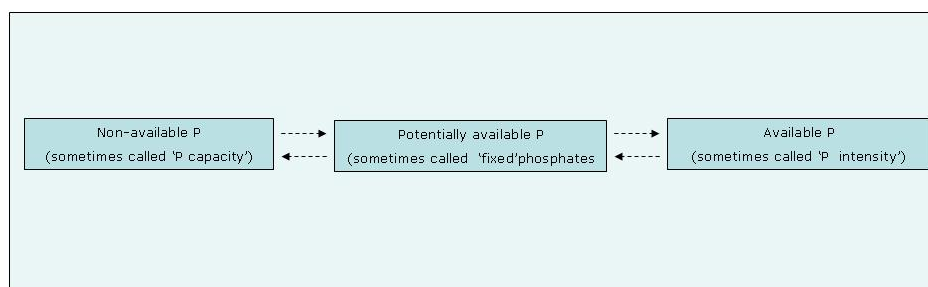 Non-available P
(sometimes called ‘P capacity’)
Potentially available P
(sometimes called ‘fixed’phosphates
Available P
(sometimes called ‘P intensity’)